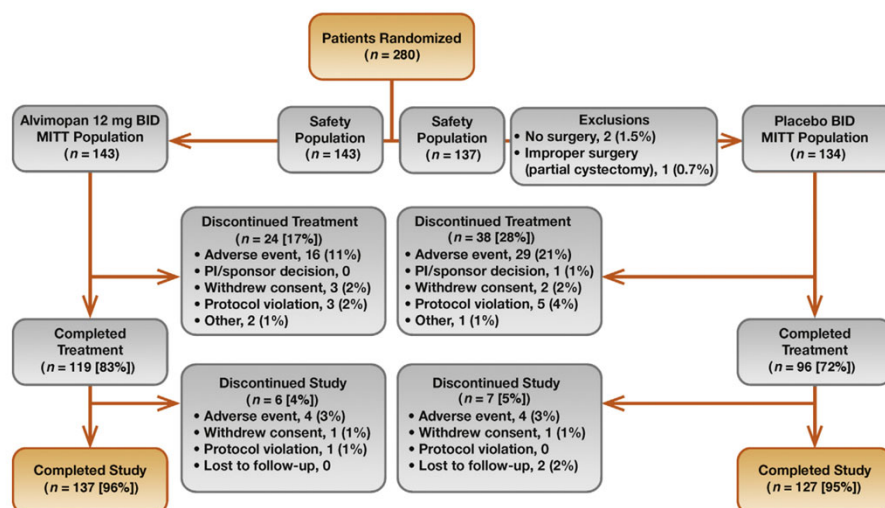 Patients Randomized
(n = 280)
Alvimopan 12 mg BID
MITT Population
(n = 143)
Safety
Population
(n = 143)
Safety
Population
(n = 137)
Exclusions
• No surgery, 2 (1.5%)
• Improper surgery
(partial cystectomy), 1 (0.7%)
Placebo BID
MITT Population
(n = 134)
Discontinued Treatment
(n = 24 [17%])
• Adverse event, 16 (11%)
• PI/sponsor decision, 0
• Withdrew consent, 3 (2%)
• Protocol violation, 3 (2%)
• Other, 2 (1%)
Discontinued Treatment
(n = 38 [28%])
• Adverse event, 29 (21%)
• PI/sponsor decision, 1 (1%)
• Withdrew consent, 2 (2%)
• Protocol violation, 5 (4%)
• Other, 1 (1%)
Completed
Treatment
(n = 119 [83%])
Completed
Treatment
(n = 96 [72%])
Discontinued Study
(n = 6 [4%])
• Adverse event, 4 (3%)
• Withdrew consent, 1 (1%)
• Protocol violation, 1 (1%)
• Lost to follow-up, 0
Discontinued Study
(n = 7 [5%])
• Adverse event, 4 (3%)
• Withdrew consent, 1 (1%)
• Protocol violation, 0
• Lost to follow-up, 2 (2%)
Completed Study
(n = 137 [96%])
Completed Study
(n = 127 [95%])